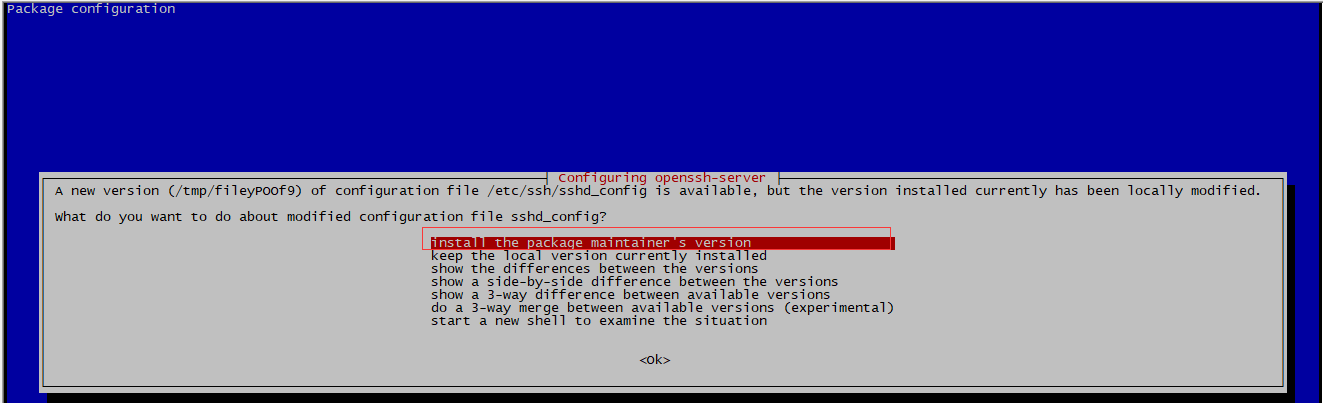 Package configuration
Configuring openssh-server
A new version (/tmp/fileyPOOf9) of configuration file /etc/ssh/sshd_config is available, but the version installed currently has been locally modified.
What do you want to do about modified configuration file sshd_config?
install the package maintainer's version
keep the local version currently installed
show the differences between the versions
show a side-by-side difference between the versions
show a 3-way difference between available versions
do a 3-way merge between available versions (experimental)
start a new shell to examine the situation
<Ok>